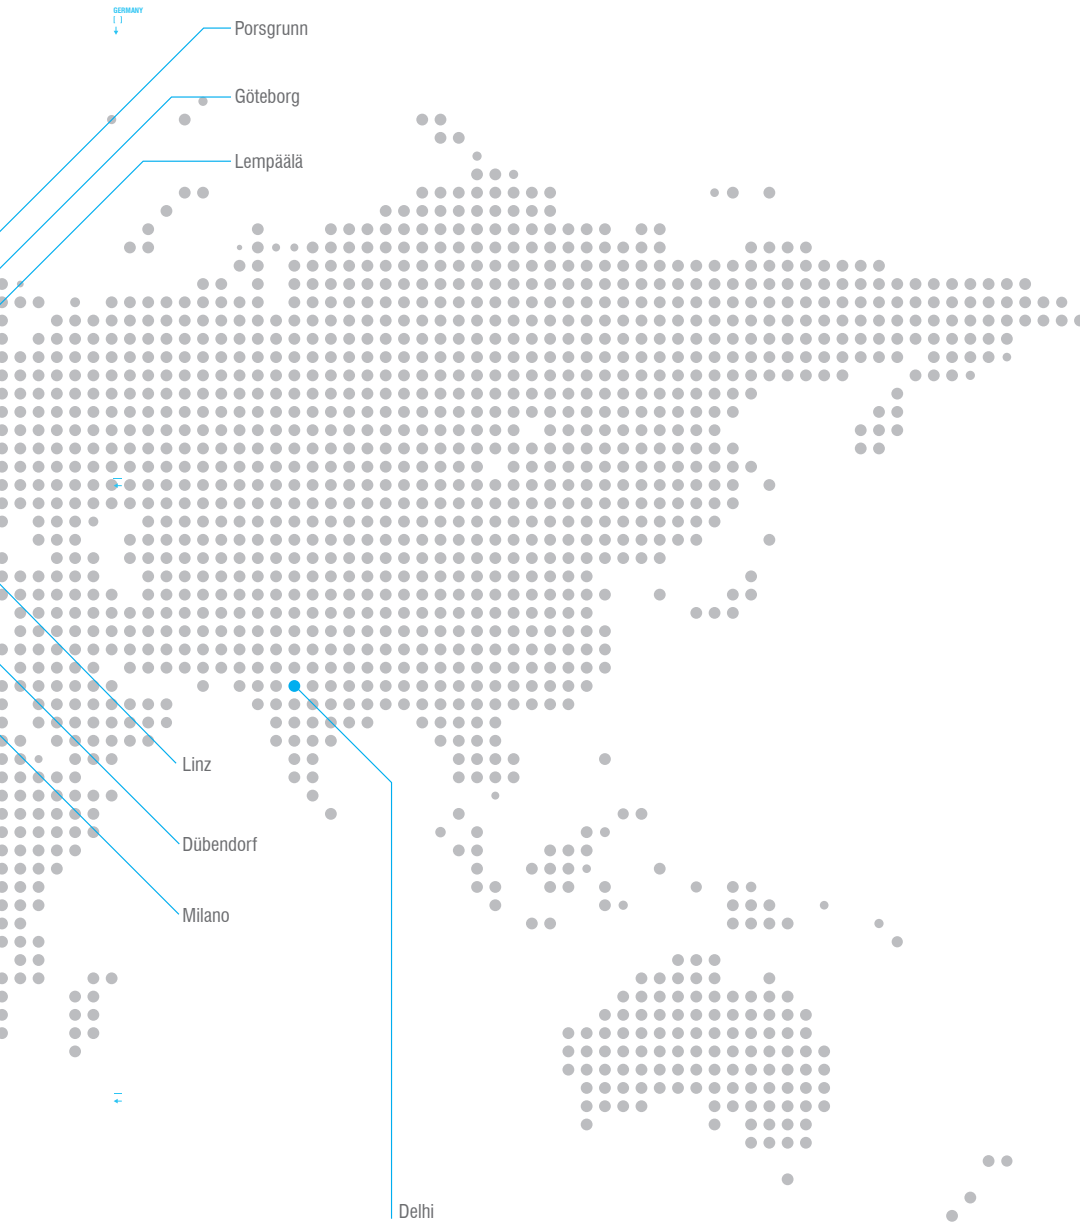 GERMANY
Porsgrunn
Göteborg
Lempäälä
Linz
Dübendorf
Milano
Delhi